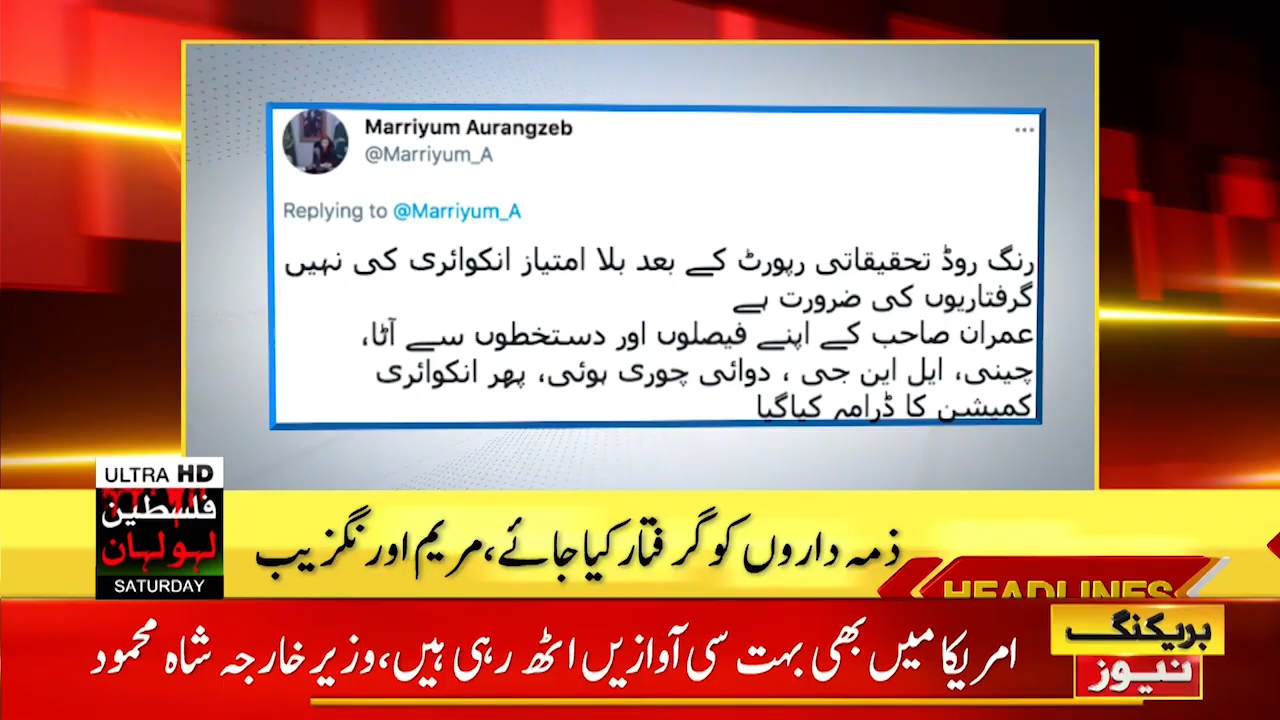 Marriyum Aurangzeb
@Marriyum_A
Replying to @Marriyum_A
رنگ روڈ تحقیقاتی رپورٹ کے بعد بلا امتیاز انکوائری کی نہیں
گرفتاریوں کی ضرورت ہے
عمران صاحب کے اپنے فیصلوں اور دستخطوں سے آٹا،
چینی، ایل این جی ، دوائی چوری ہوئی، پھر انکوائری
کمیشن کا ڈرامہ کیاگیا
ULTRA HD
فلسطین
لہولہان
SATURDAY
ذمہ داروں کو گرفتار کیا جائے، مریم اورنگزیب
HEADLINES
بریکنگ
نیوز
امریکا میں بھی بہت سی آوازیں اٹھ رہی ہیں، وزیر خارجہ شاہ محمود